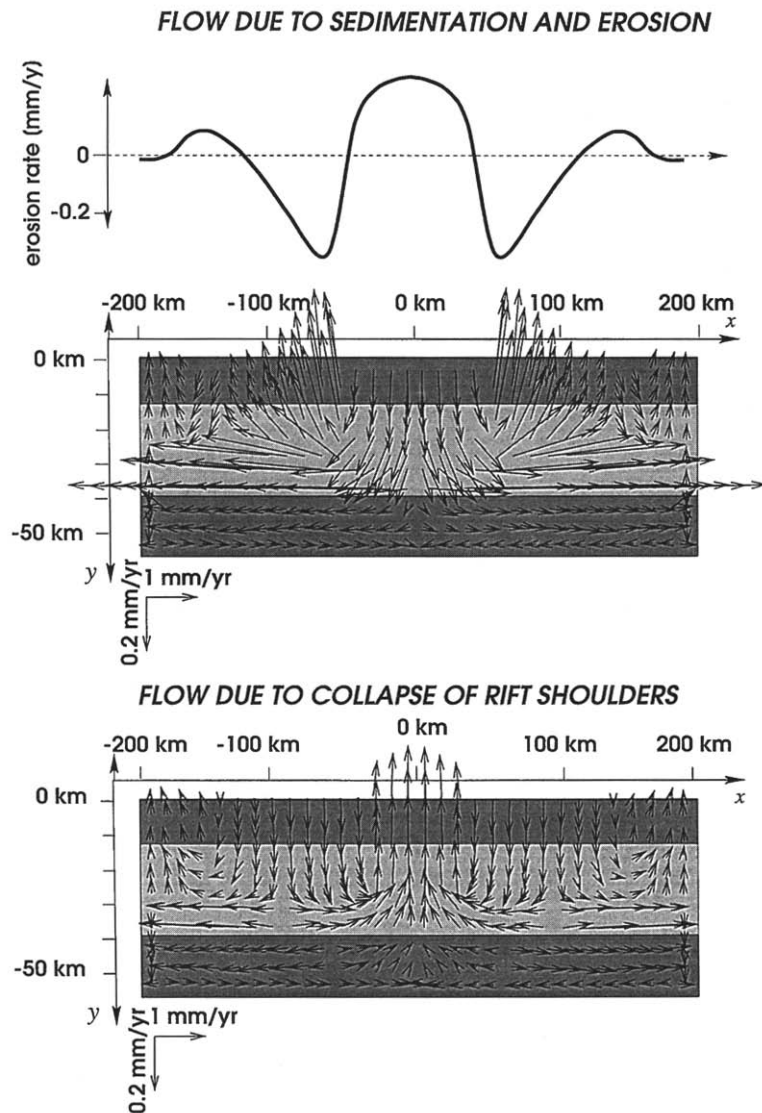 FLOW DUE TO SEDIMENTATION AND EROSION
erosion rate (mm/y)
0
-0.2
-200 km -100 km 0 km 100 km 200 km
x
0 km
-50 km
y
1 mm/yr
0.2 mm/yr
FLOW DUE TO COLLAPSE OF RIFT SHOULDERS
0 km
-200 km -100 km 100 km 200 km
x
0 km
-50 km
y
1 mm/yr
0.2 mm/yr